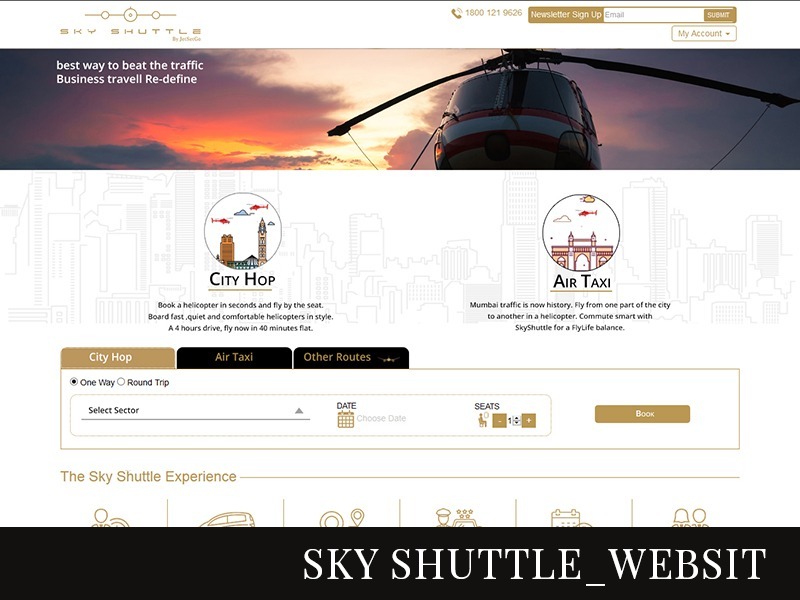 1800 121 9626
Newsletter Sign Up Email SUBMIT
SKY SHUTTLE
My Account
best way to beat the traffic
Business travell Re-define
City Hop
Book a helicopter in seconds and fly by the seat.
Board fast ,quiet and comfortable helicopters in style.
A 4 hours drive, fly now in 40 minutes flat.
Air Taxi
Mumbai traffic is now history. Fly from one part of the city
to another in a helicopter. Commute smart with
SkyShuttle for a FlyLife balance.
City Hop
Air Taxi
Other Routes
One Way Round Trip
Select Sector
DATE
Choose Date
SEATS
- 1 +
Book
The Sky Shuttle Experience
SKY SHUTTLE_WEBSIT